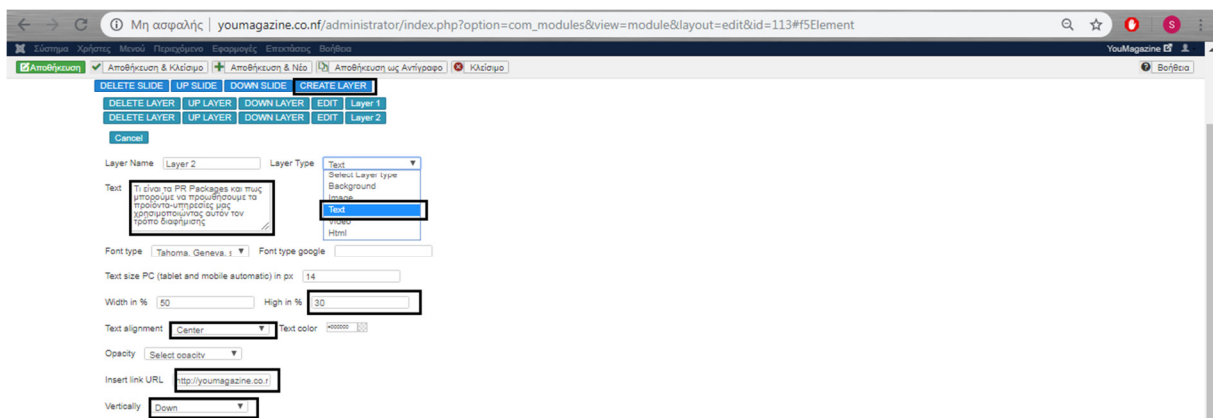 Μη ασφαλής | youmagazine.co.nf/administrator/index.php?option=com_modules&view=module&layout=edit&id=113#f5Element S
Σύστημα Χρήστες Μενού Περιεχόμενο Εφαρμογές Επεκτάσεις Βοήθεια YouMagazine
Αποθήκευση Αποθήκευση & Κλείσιμο Αποθήκευση & Νέο Αποθήκευση ως Αντίγραφο Κλείσιμο Βοήθεια
DELETE SLIDE UP SLIDE DOWN SLIDE CREATE LAYER
DELETE LAYER UP LAYER DOWN LAYER EDIT Layer 1
DELETE LAYER UP LAYER DOWN LAYER EDIT Layer 2
Cancel
Layer Name Layer 2 Layer Type Text
Select Layer type
Background
Image
Text
Video
Html
Text Τι είναι τα PR Packages και πως
μπορούμε να προωθήσουμε τα
προϊόντα-υπηρεσίες μας
χρησιμοποιώντας αυτόν τον
τρόπο διαφήμισης
Font type Tahoma, Geneva, s Font type google
Text size PC (tablet and mobile automatic) in px 14
Width in % 50 High in % 30
Text alignment Center Text color #000000
Opacity Select opacity
Insert link URL http://youmagazine.co.r
Vertically Down